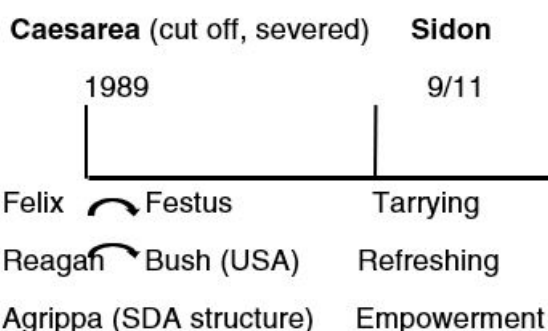 Caesarea (cut off, severed) Sidon
1989 9/11
Felix Festus Tarrying
Reagan Bush (USA) Refreshing
Agrippa (SDA structure) Empowerment